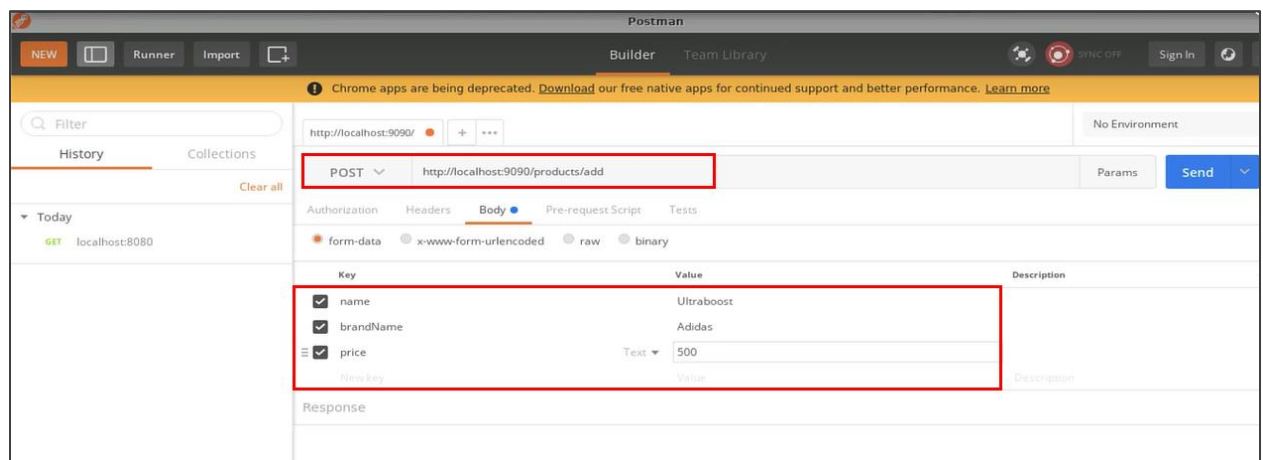 Postman
NEW Runner Import Builder Team Library SYNC OFF Sign In
Chrome apps are being deprecated. Download our free native apps for continued support and better performance. Learn more
Filter
http://localhost:9090/ + ••• No Environment
History Collections
POST http://localhost:9090/products/add Params Send
Clear all
Authorization Headers Body Pre-request Script Tests
Today
GET localhost:8080
form-data x-www-form-urlencoded raw binary
Key Value Description
name Ultraboost
brandName Adidas
price Text 500
New key Value Description
Response